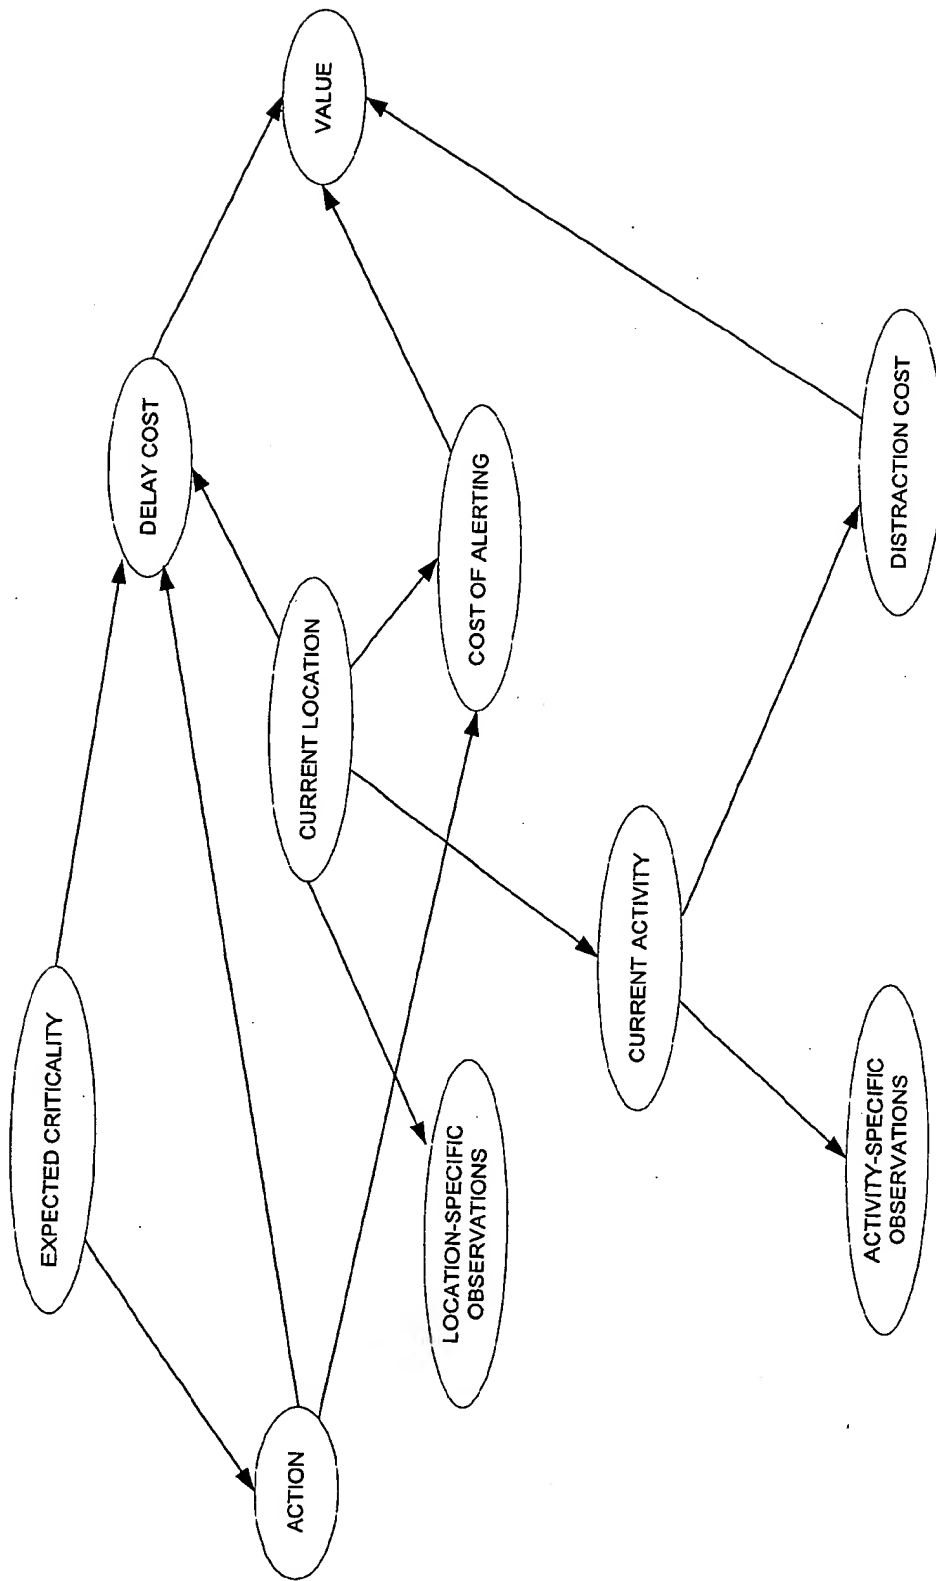 EXPECTED CRITICALITY
DELAY COST
ACTION
CURRENT LOCATION
VALUE
LOCATION-SPECIFIC
OBSERVATIONS
COST OF ALERTING
CURRENT ACTIVITY
ACTIVITY-SPECIFIC
OBSERVATIONS
DISTRACTION COST